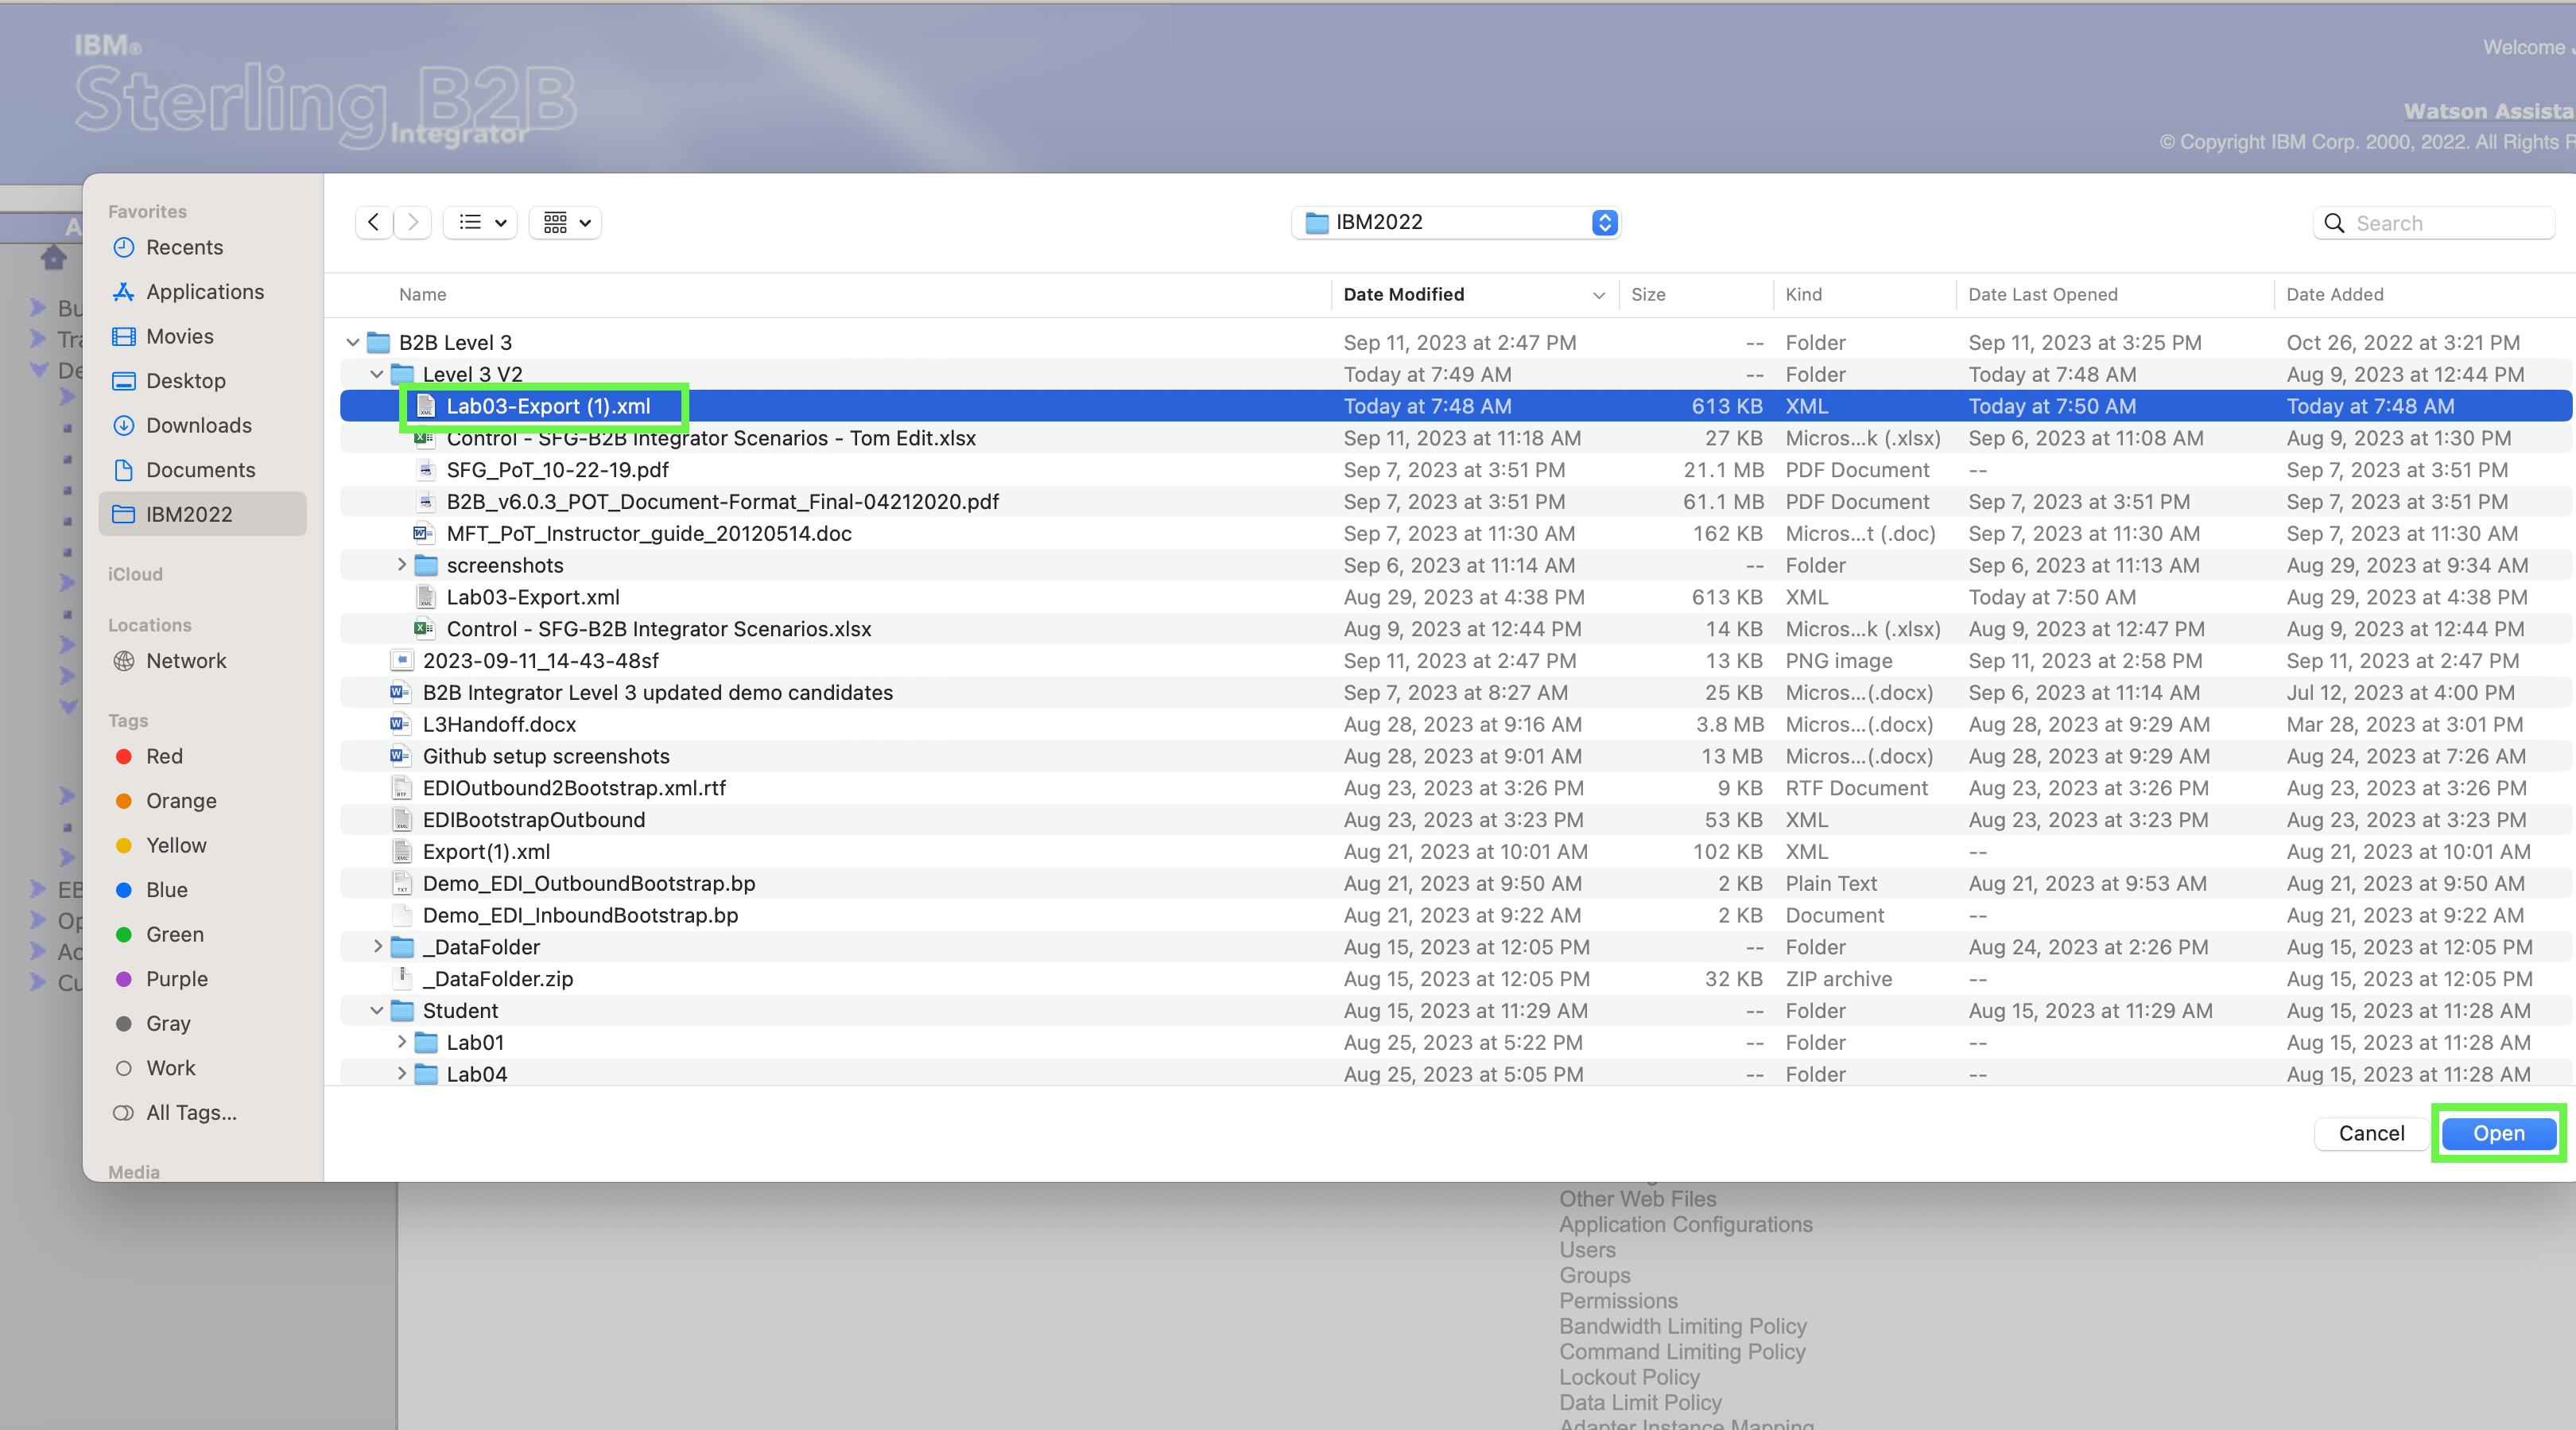 IBM®
Sterling B2B
Integrator
Welcome
Watson Assista
© Copyright IBM Corp. 2000, 2022. All Rights R
A
Bu
Tra
De
EB
Op
Ac
Cu
Favorites
Recents
Applications
Movies
Desktop
Downloads
Documents
IBM2022
iCloud
Locations
Network
Tags
Red
Orange
Yellow
Blue
Green
Purple
Gray
Work
All Tags...
Media
IBM2022
Search
Name Date Modified Size Kind Date Last Opened Date Added
B2B Level 3 Sep 11, 2023 at 2:47 PM -- Folder Sep 11, 2023 at 3:25 PM Oct 26, 2022 at 3:21 PM
Level 3 V2 Today at 7:49 AM -- Folder Today at 7:48 AM Aug 9, 2023 at 12:44 PM
Lab03-Export (1).xml Today at 7:48 AM 613 KB XML Today at 7:50 AM Today at 7:48 AM
Control - SFG-B2B Integrator Scenarios - Tom Edit.xlsx Sep 11, 2023 at 11:18 AM 27 KB Micros...k (.xlsx) Sep 6, 2023 at 11:08 AM Aug 9, 2023 at 1:30 PM
SFG_PoT_10-22-19.pdf Sep 7, 2023 at 3:51 PM 21.1 MB PDF Document -- Sep 7, 2023 at 3:51 PM
B2B_v6.0.3_POT_Document-Format_Final-04212020.pdf Sep 7, 2023 at 3:51 PM 61.1 MB PDF Document Sep 7, 2023 at 3:51 PM Sep 7, 2023 at 3:51 PM
MFT_PoT_Instructor_guide_20120514.doc Sep 7, 2023 at 11:30 AM 162 KB Micros...t (.doc) Sep 7, 2023 at 11:30 AM Sep 7, 2023 at 11:30 AM
screenshots Sep 6, 2023 at 11:14 AM -- Folder Sep 6, 2023 at 11:13 AM Aug 29, 2023 at 9:34 AM
Lab03-Export.xml Aug 29, 2023 at 4:38 PM 613 KB XML Today at 7:50 AM Aug 29, 2023 at 4:38 PM
Control - SFG-B2B Integrator Scenarios.xlsx Aug 9, 2023 at 12:44 PM 14 KB Micros...k (.xlsx) Aug 9, 2023 at 12:47 PM Aug 9, 2023 at 12:44 PM
2023-09-11_14-43-48sf Sep 11, 2023 at 2:47 PM 13 KB PNG image Sep 11, 2023 at 2:58 PM Sep 11, 2023 at 2:47 PM
B2B Integrator Level 3 updated demo candidates Sep 7, 2023 at 8:27 AM 25 KB Micros...(.docx) Sep 6, 2023 at 11:14 AM Jul 12, 2023 at 4:00 PM
L3Handoff.docx Aug 28, 2023 at 9:16 AM 3.8 MB Micros...(.docx) Aug 28, 2023 at 9:29 AM Mar 28, 2023 at 3:01 PM
Github setup screenshots Aug 28, 2023 at 9:01 AM 13 MB Micros...(.docx) Aug 28, 2023 at 9:29 AM Aug 24, 2023 at 7:26 AM
EDIOutbound2Bootstrap.xml.rtf Aug 23, 2023 at 3:26 PM 9 KB RTF Document Aug 23, 2023 at 3:26 PM Aug 23, 2023 at 3:26 PM
EDIBootstrapOutbound Aug 23, 2023 at 3:23 PM 53 KB XML Aug 23, 2023 at 3:23 PM Aug 23, 2023 at 3:23 PM
Export(1).xml Aug 21, 2023 at 10:01 AM 102 KB XML -- Aug 21, 2023 at 10:01 AM
Demo_EDI_OutboundBootstrap.bp Aug 21, 2023 at 9:50 AM 2 KB Plain Text Aug 21, 2023 at 9:53 AM Aug 21, 2023 at 9:50 AM
Demo_EDI_InboundBootstrap.bp Aug 21, 2023 at 9:22 AM 2 KB Document -- Aug 21, 2023 at 9:22 AM
_DataFolder Aug 15, 2023 at 12:05 PM -- Folder Aug 24, 2023 at 2:26 PM Aug 15, 2023 at 12:05 PM
_DataFolder.zip Aug 15, 2023 at 12:05 PM 32 KB ZIP archive -- Aug 15, 2023 at 12:05 PM
Student Aug 15, 2023 at 11:29 AM -- Folder Aug 15, 2023 at 11:29 AM Aug 15, 2023 at 11:28 AM
Lab01 Aug 25, 2023 at 5:22 PM -- Folder -- Aug 15, 2023 at 11:28 AM
Lab04 Aug 25, 2023 at 5:05 PM -- Folder -- Aug 15, 2023 at 11:28 AM
Cancel Open
Other Web Files
Application Configurations
Users
Groups
Permissions
Bandwidth Limiting Policy
Command Limiting Policy
Lockout Policy
Data Limit Policy
Adapter Instance Mapping